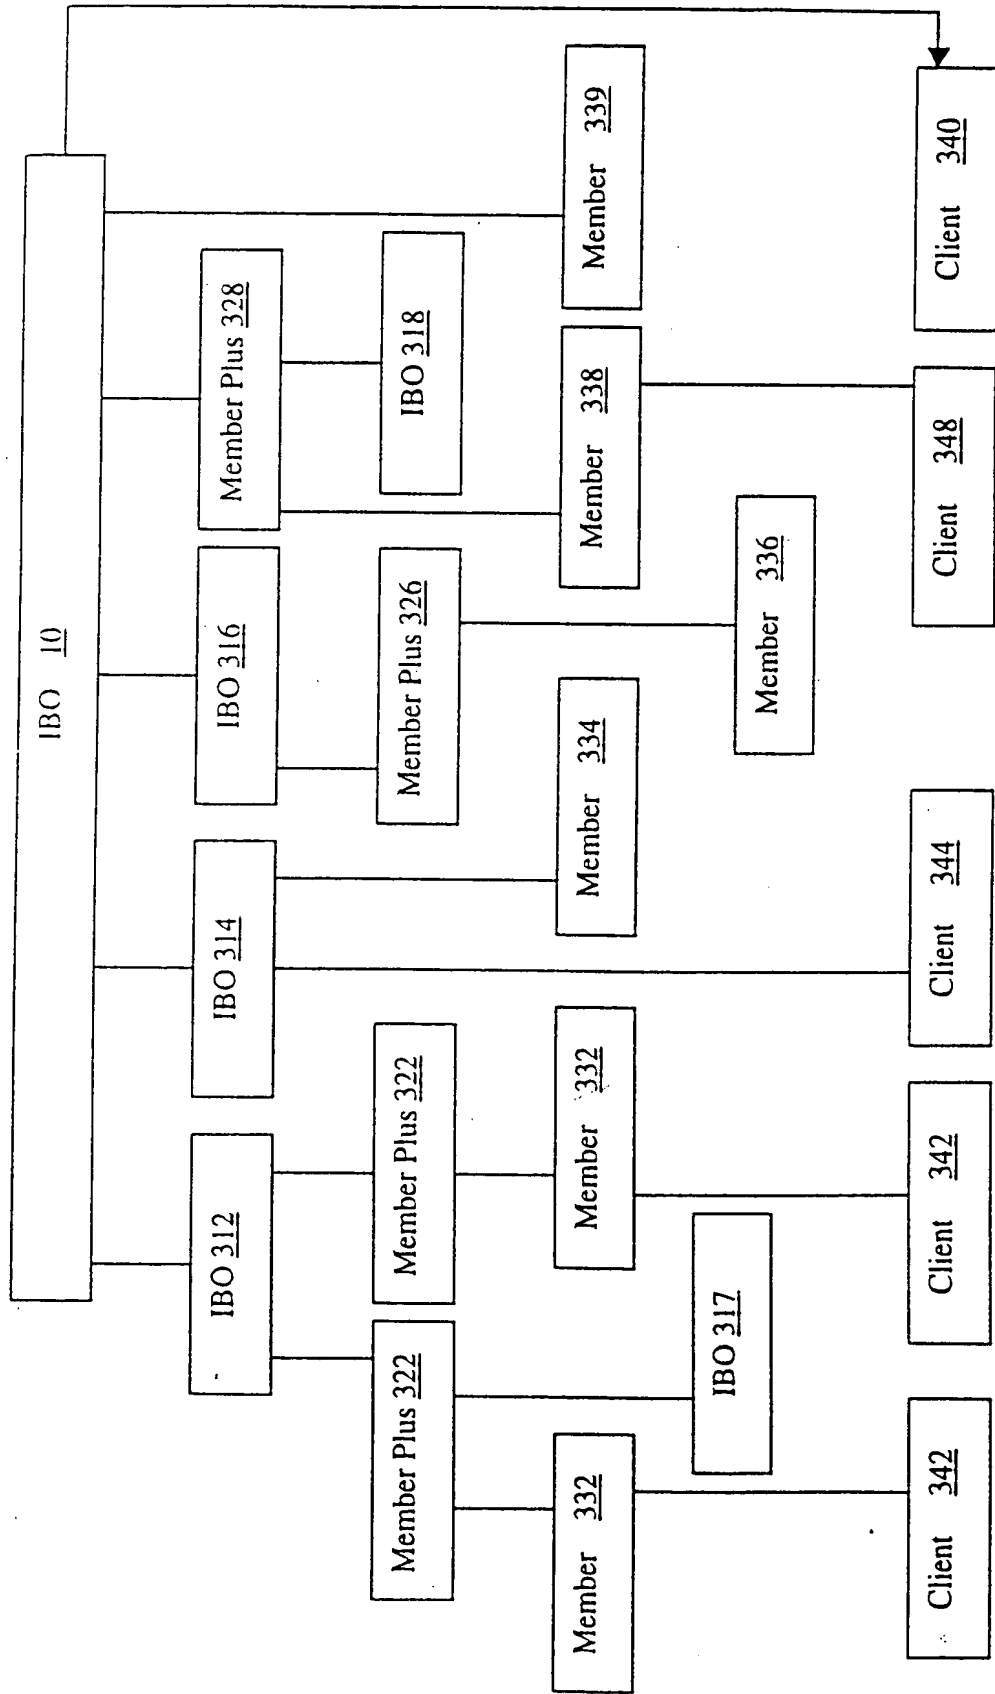 IBO 10
IBO 312
IBO 314
IBO 316
Member Plus 328
Member Plus 322
Member Plus 322
Member Plus 326
IBO 318
Member 332
Member 332
Member 334
Member 338
Member 339
IBO 317
Member 336
Client 342
Client 342
Client 344
Client 348
Client 340